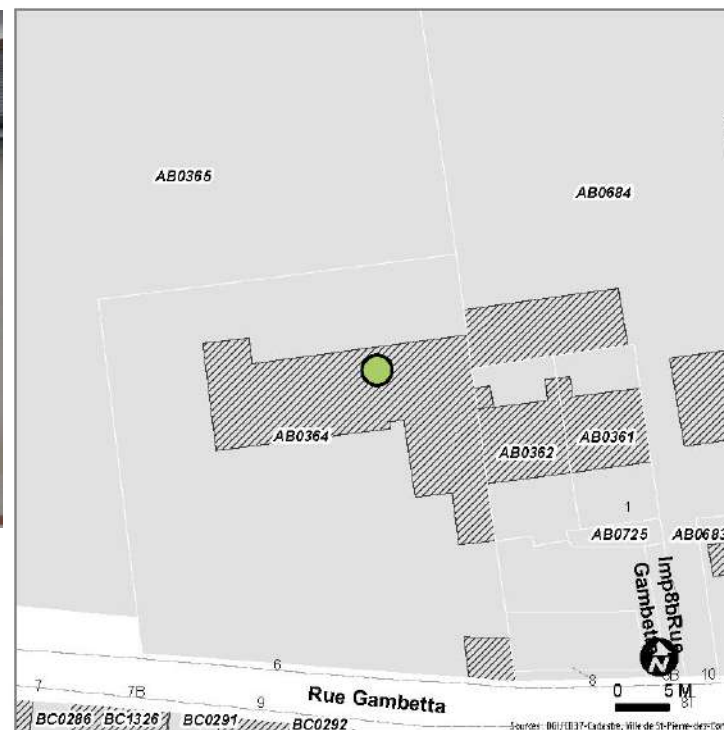 AB0365
AB0684
AB0364
AB0362
AB0361
1
AB0725
AB0683
Imp8bRue
Gambetta
N
6
8
10
7
7B
9
Rue Gambetta
0 5 M
BC0286
BC1326
BC0291
BC0292